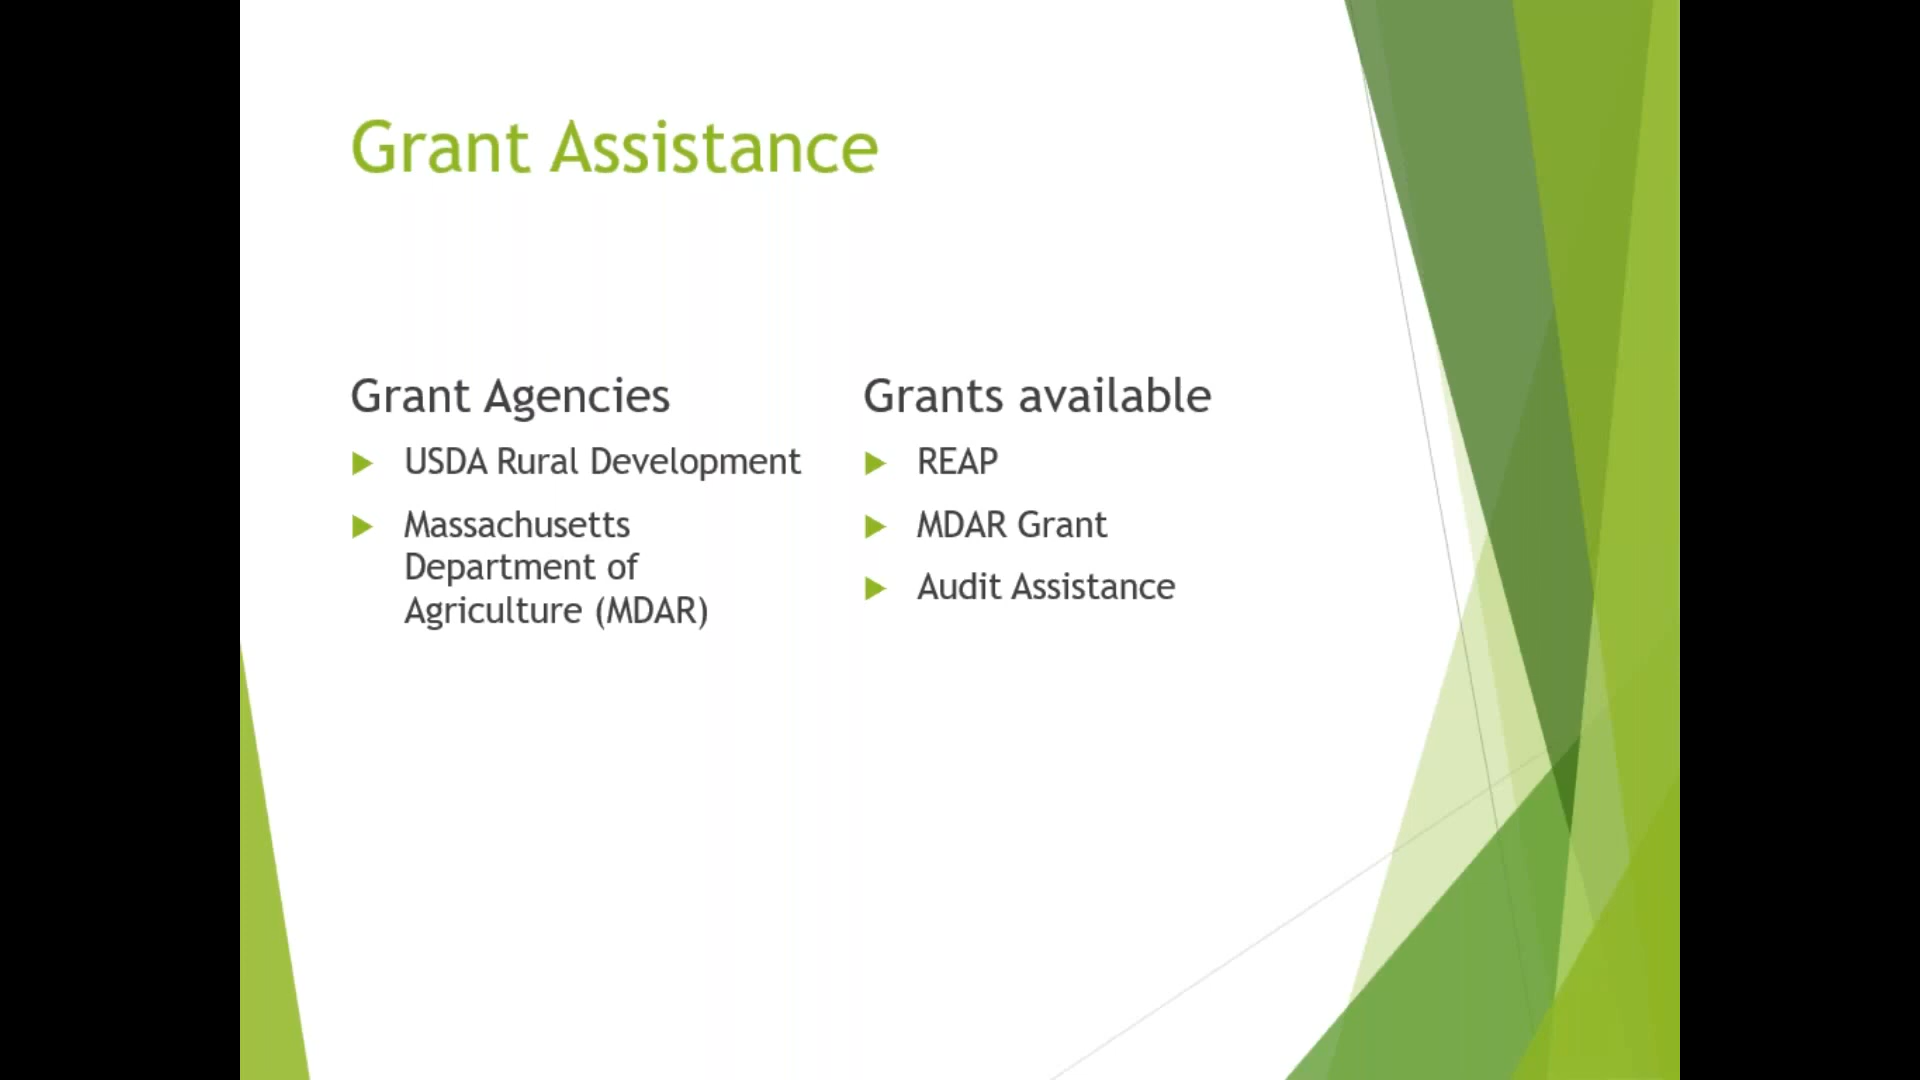 Grant Assistance
Grant Agencies
USDA Rural Development
Massachusetts
Department of
Agriculture (MDAR)
Grants available
REAP
MDAR Grant
Audit Assistance